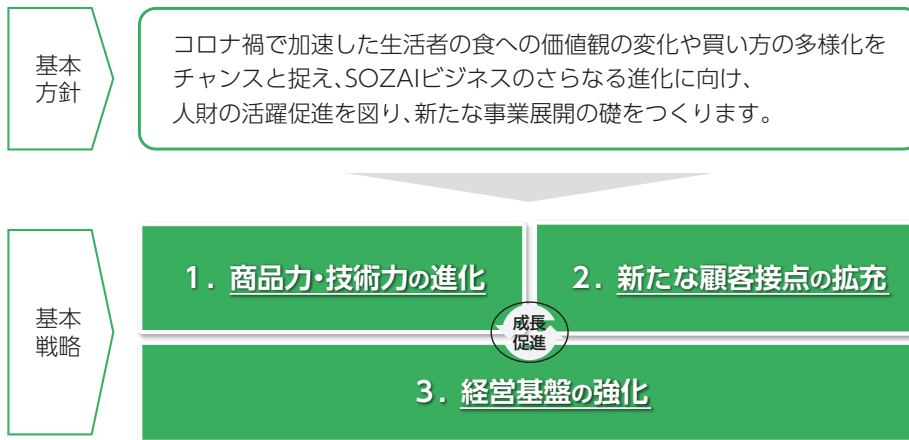 基本
方針
コロナ禍で加速した生活者の食への価値観の変化や買い方の多様化を
チャンスと捉え、SOZAIビジネスのさらなる進化に向け、
人財の活躍促進を図り、新たな事業展開の礎をつくります。
基本
戦略
1. 商品力・技術力の進化
2. 新たな顧客接点の拡充
成長
促進
3. 経営基盤の強化